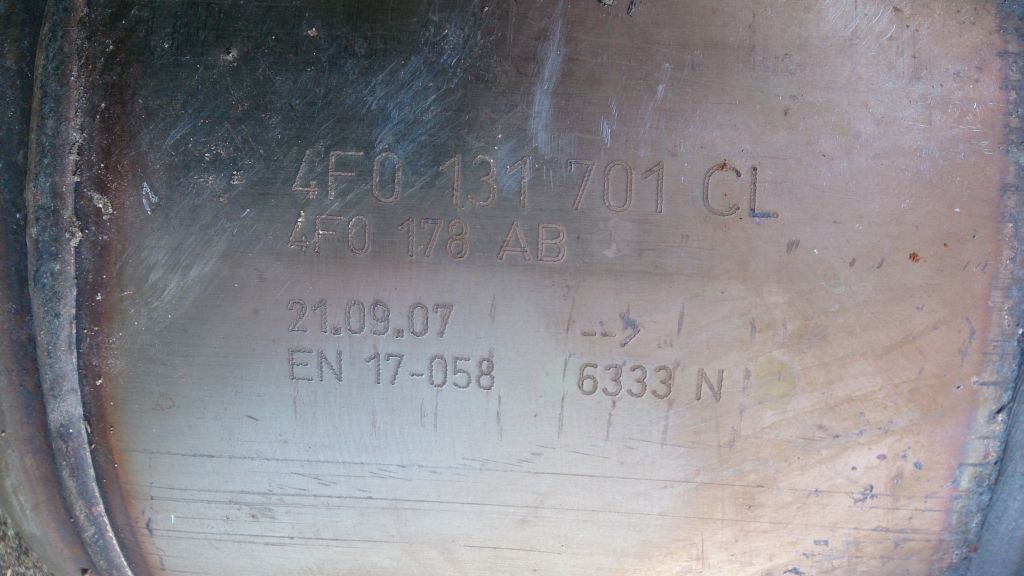 4F0 131 701 CL
4F0 178 AB
21.09.07 -->
EN 17-058 6333 N